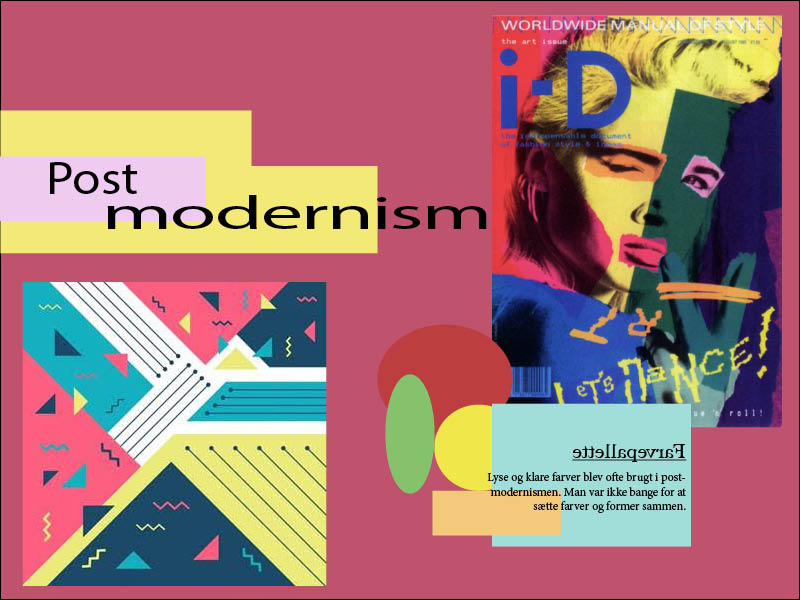 Post
modernism
WORLDWIDE MANUAL OF STYLE
the art issue
i-D
the indispensable document
of fashion style & ideas
ART
LET'S DANCE!
'n roll!
Farvepallette
Lyse og klare farver blev ofte brugt i post-
modernismen. Man var ikke bange for at
sætte farver og former sammen.